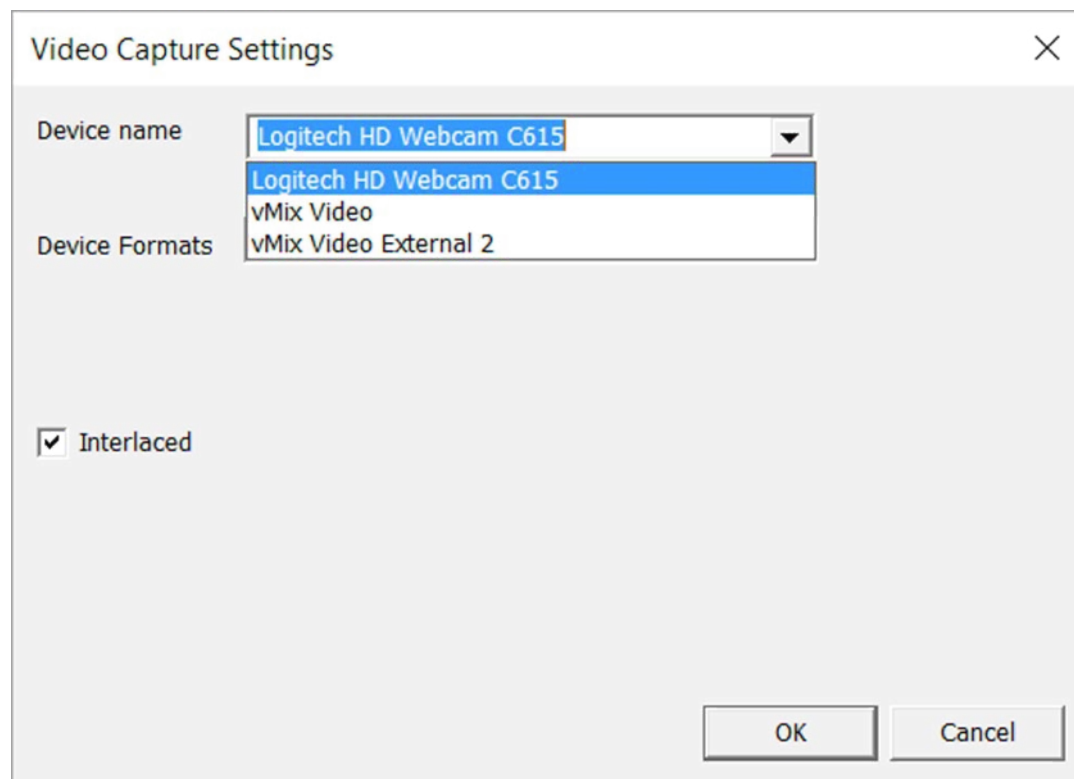 Video Capture Settings
Device name
Logitech HD Webcam C615
Logitech HD Webcam C615
vMix Video
Device Formats
vMix Video External 2
Interlaced
OK
Cancel